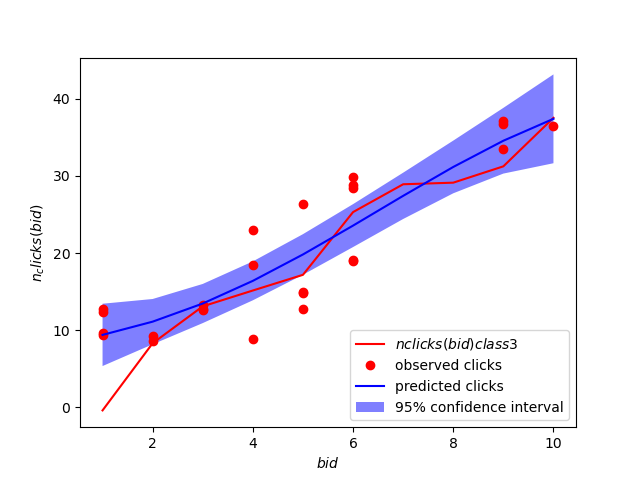 40
30
20
10
0
n_clicks(bid)
2
4
6
8
10
bid
nclicks(bid)class3
observed clicks
predicted clicks
95% confidence interval